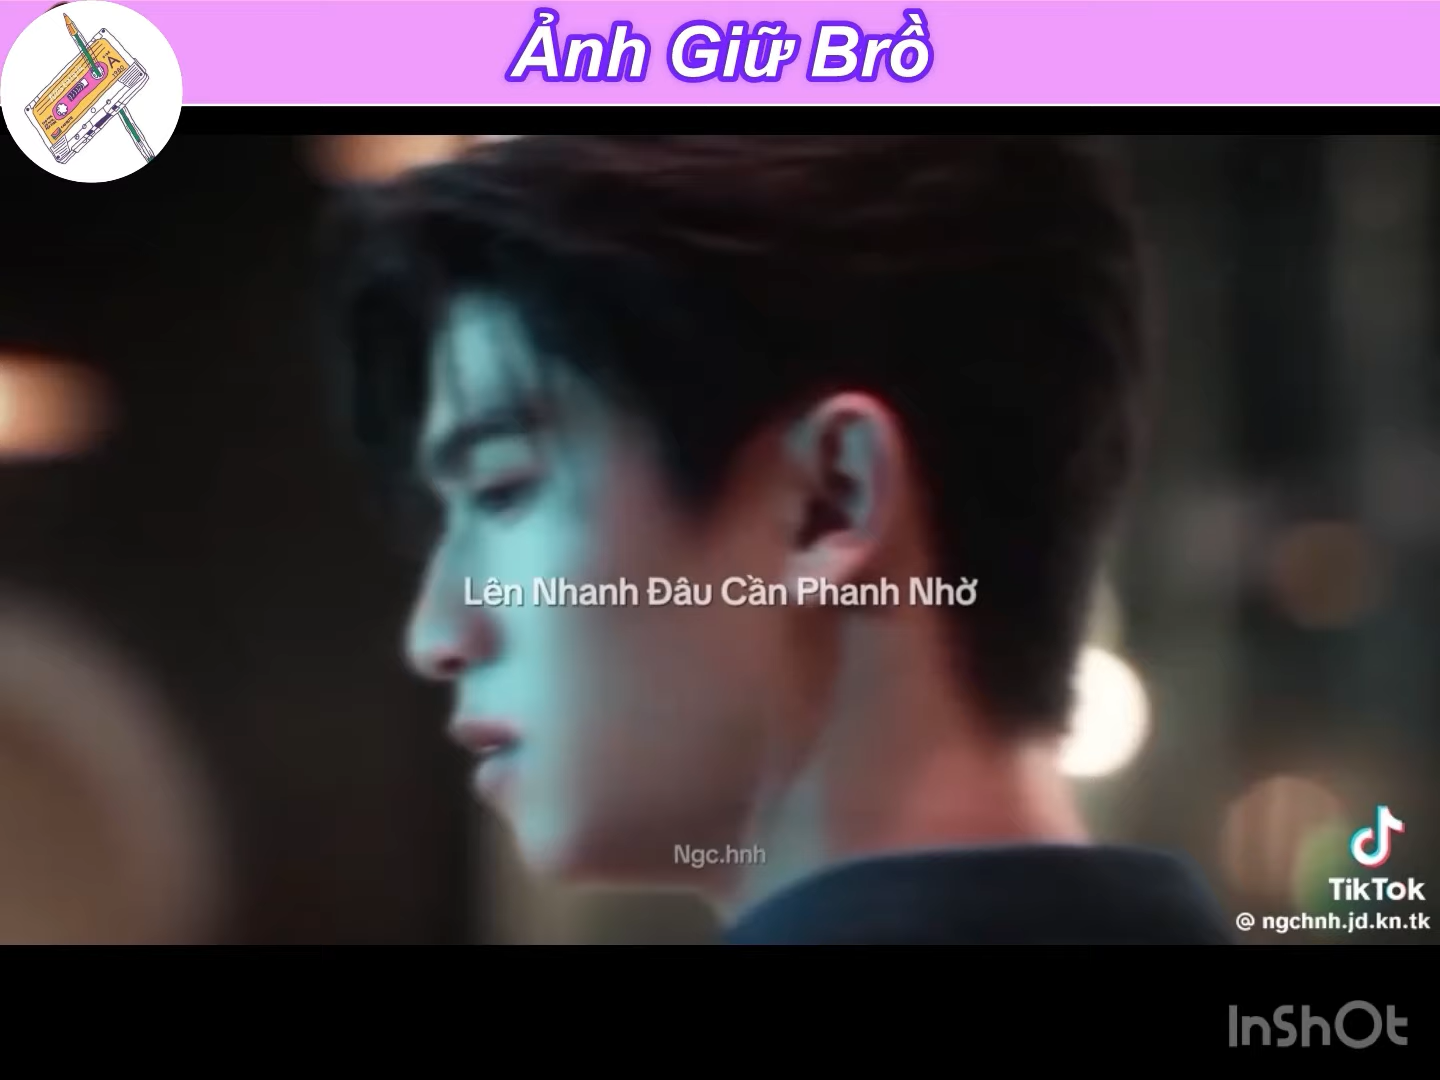 Ảnh Giữ Brồ
Lên Nhanh Đâu Cần Phanh Nhờ
Ngc.hnh
TikTok
@ ngchnh.jd.kn.tk
InShOt